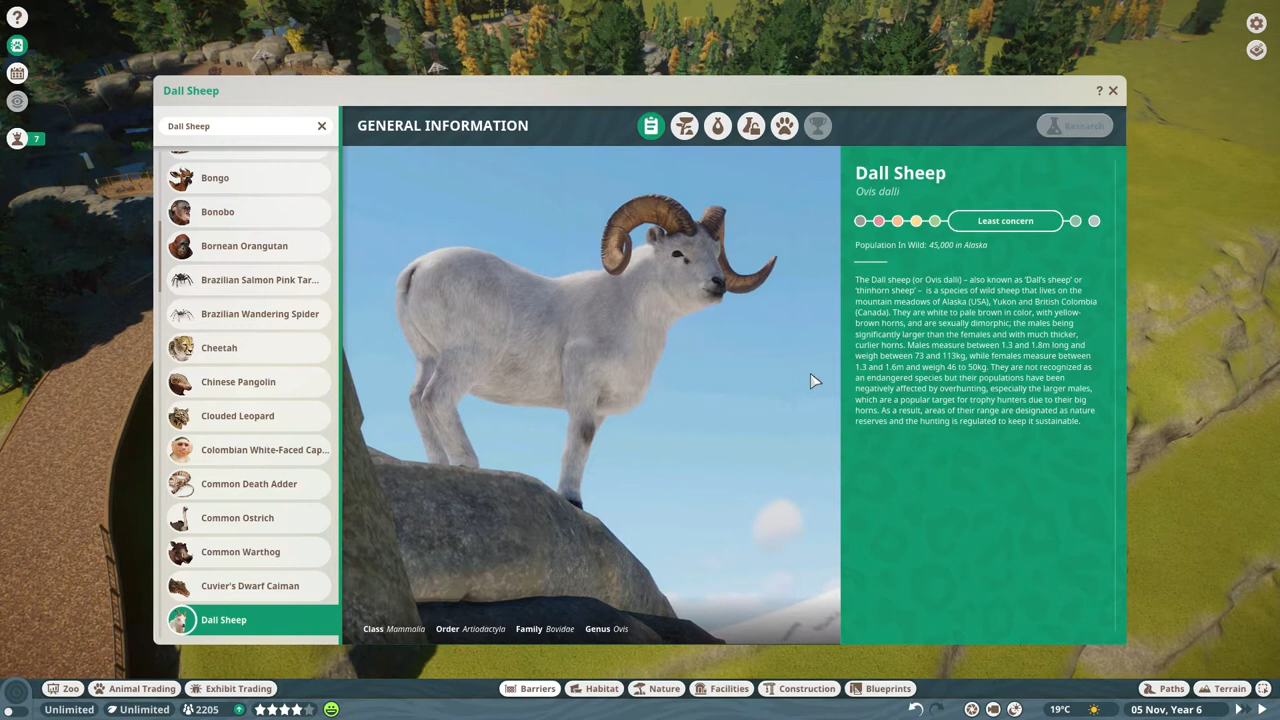 ?
7
Dall Sheep
? ×
Dall Sheep
Bongo
Bonobo
Bornean Orangutan
Brazilian Salmon Pink Tar...
Brazilian Wandering Spider
Cheetah
Chinese Pangolin
Clouded Leopard
Colombian White-Faced Cap...
Common Death Adder
Common Ostrich
Common Warthog
Cuvier's Dwarf Caiman
Dall Sheep
GENERAL INFORMATION
Research
Class Mammalia Order Artiodactyla Family Bovidae Genus Ovis
Dall Sheep
Ovis dalli
Least concern
Population In Wild: 45,000 in Alaska
The Dall sheep (or Ovis dalli) – also known as 'Dall's sheep' or
'thinhorn sheep' – is a species of wild sheep that lives on the
mountain meadows of Alaska (USA), Yukon and British Colombia
(Canada). They are white to pale brown in color, with yellow-
brown horns, and are sexually dimorphic; the males being
significantly larger than the females and with much thicker,
curlier horns. Males measure between 1.3 and 1.8m long and
weigh between 73 and 113kg, while females measure between
1.3 and 1.6m and weigh 46 to 50kg. They are not recognized as
an endangered species but their populations have been
negatively affected by overhunting, especially the larger males,
which are a popular target for trophy hunters due to their big
horns. As a result, areas of their range are designated as nature
reserves and the hunting is regulated to keep it sustainable.
Zoo Animal Trading Exhibit Trading Barriers Habitat Nature Facilities Construction Blueprints Paths Terrain
Unlimited Unlimited 2205 19°C 05 Nov, Year 6